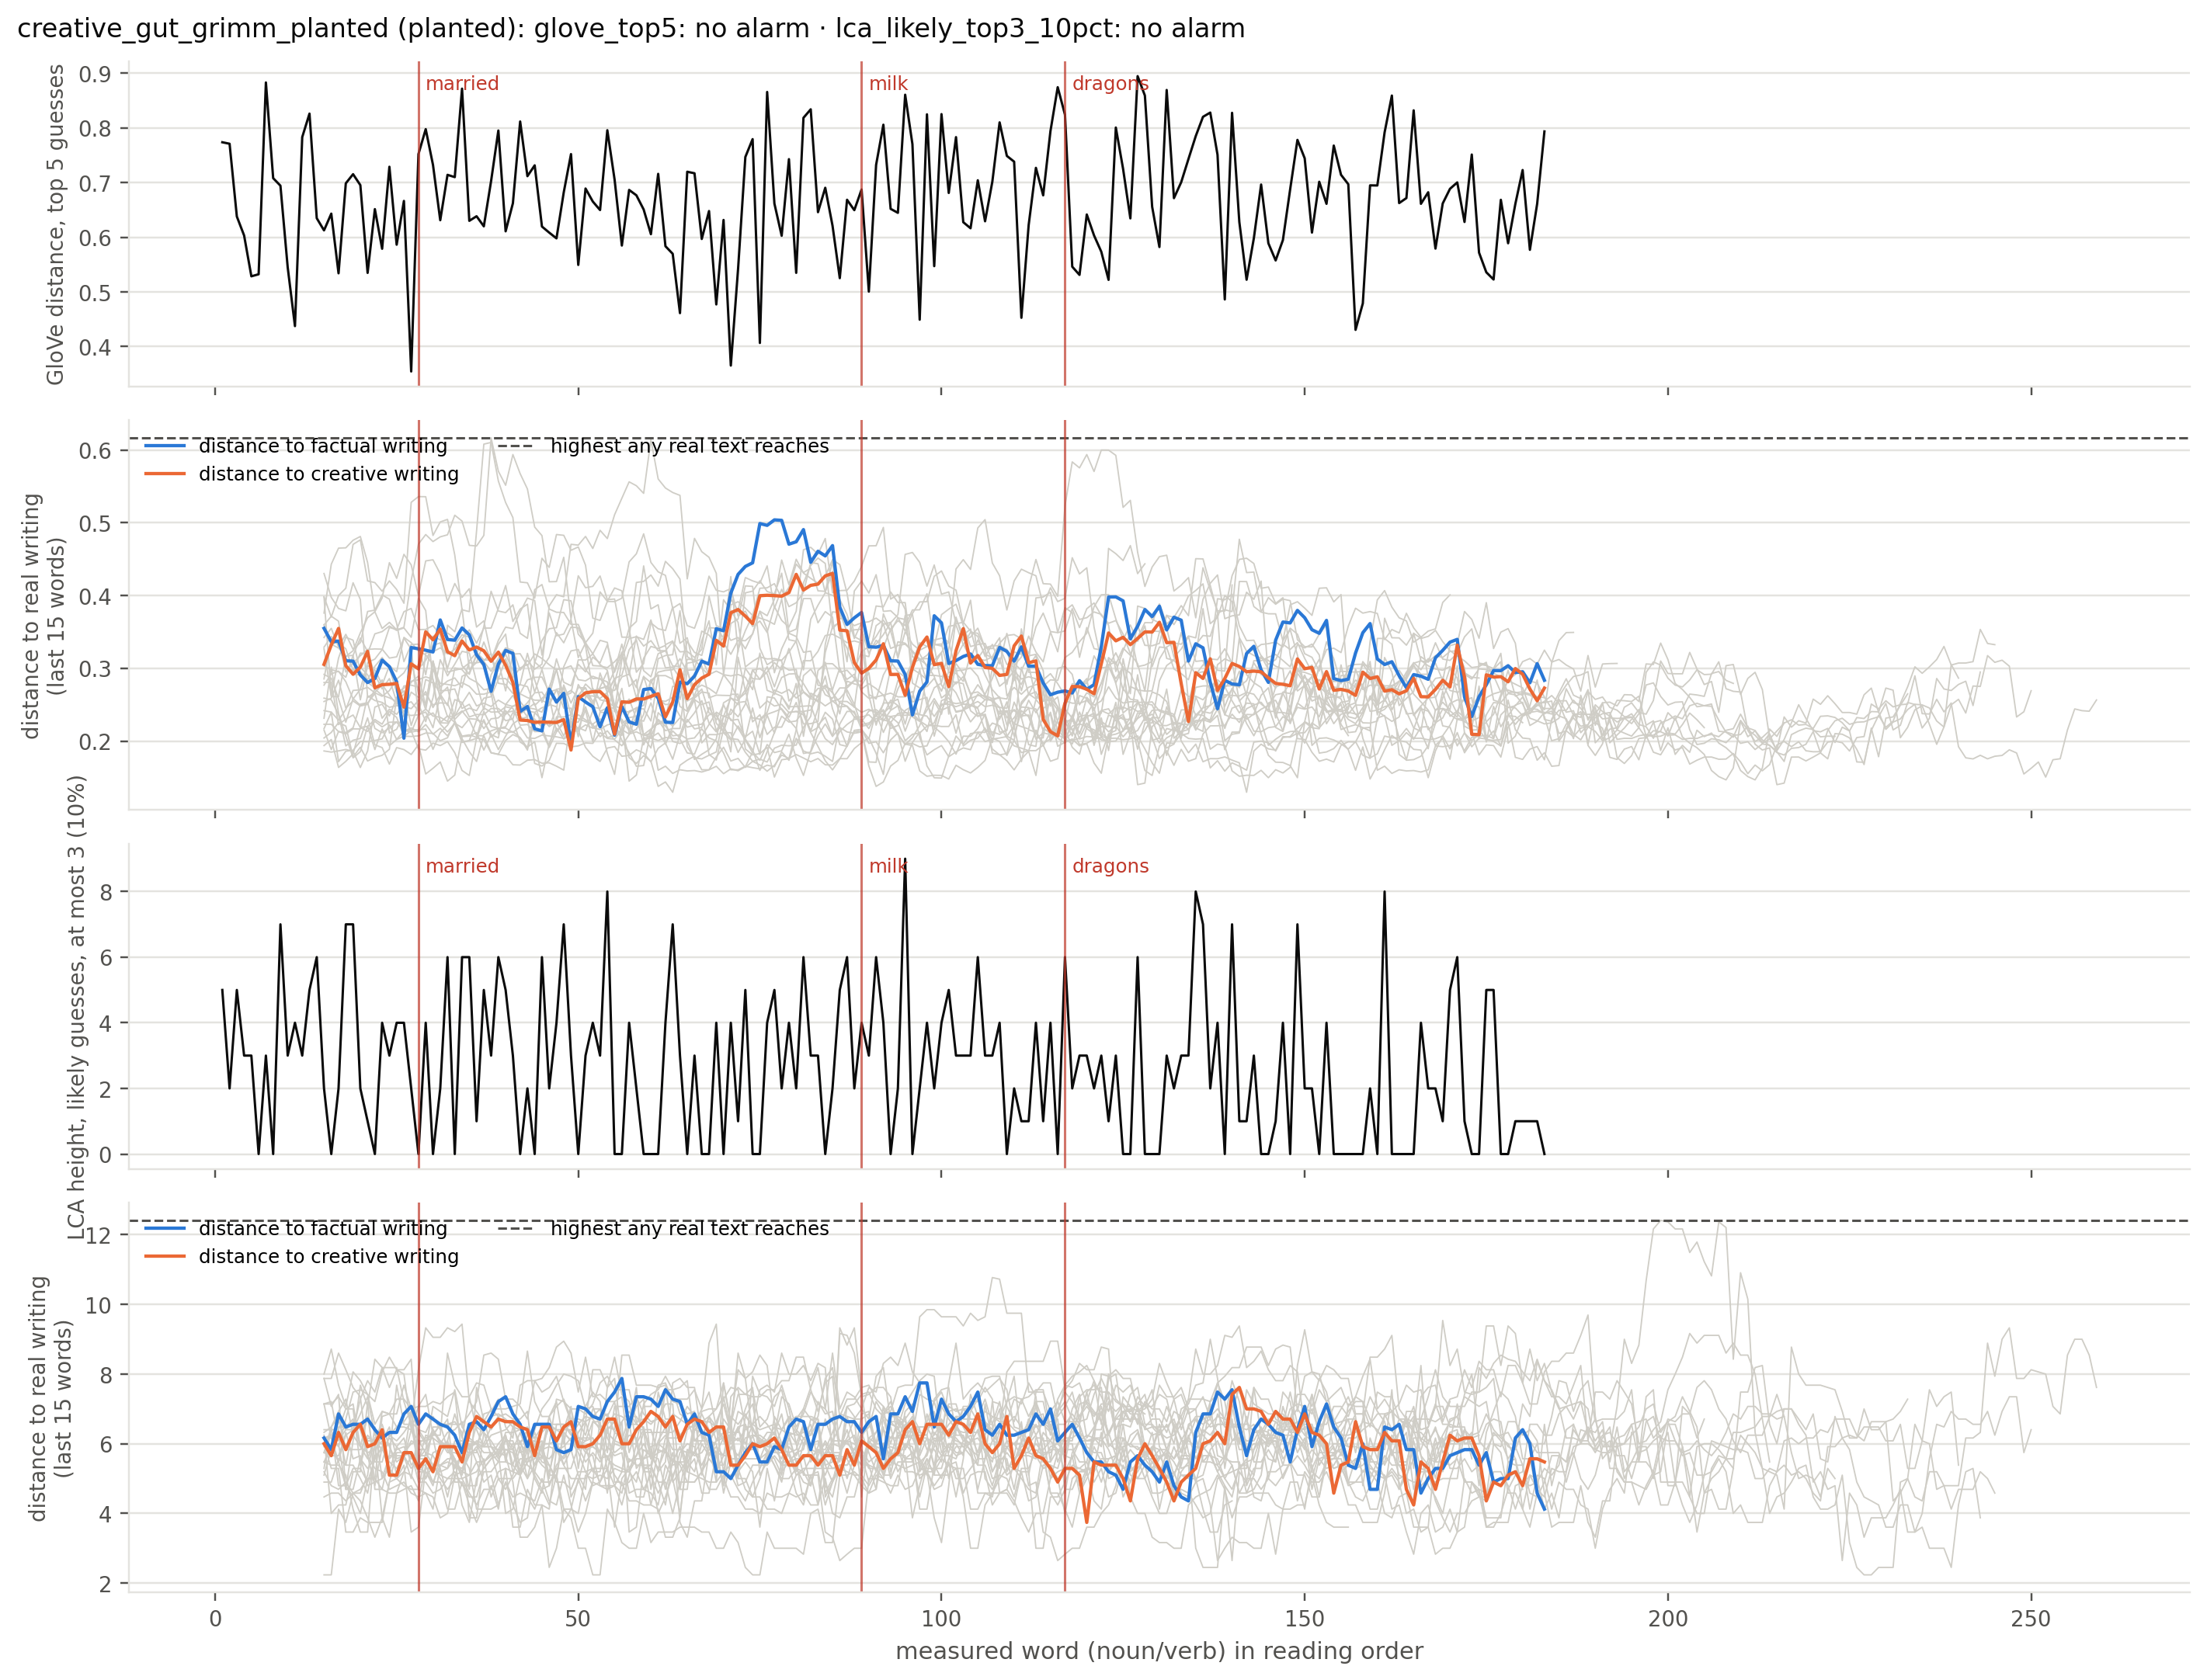 creative_gut_grimm_planted (planted): glove_top5: no alarm · lca_likely_top3_10pct: no alarm
GloVe distance, top 5 guesses
0.9
0.8
0.7
0.6
0.5
0.4
married
milk
dragons
distance to real writing
(last 15 words)
0.6
0.5
0.4
0.3
0.2
distance to factual writing
distance to creative writing
highest any real text reaches
LCA height, likely guesses, at most 3 (10%)
8
6
4
2
0
married
milk
dragons
distance to real writing
(last 15 words)
12
10
8
6
4
2
distance to factual writing
distance to creative writing
highest any real text reaches
0
50
100
150
200
250
measured word (noun/verb) in reading order